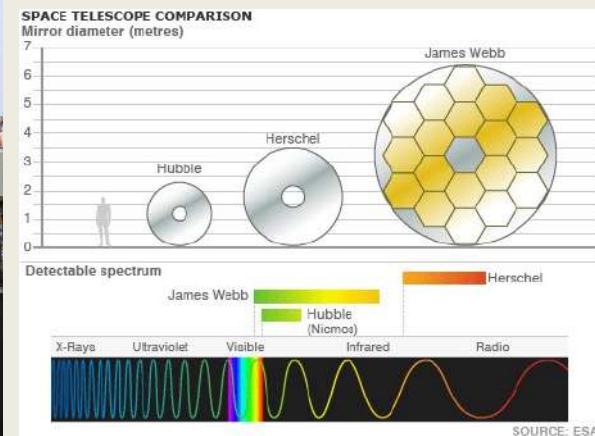 SPACE TELESCOPE COMPARISON
Mirror diameter (metres)
7
6
5
4
3
2
1
0
James Webb
Herschel
Hubble
Detectable spectrum
Herschel
James Webb
Hubble
(Nicmos)
X-Rays Ultraviolet Visible Infrared Radio
SOURCE: ESA